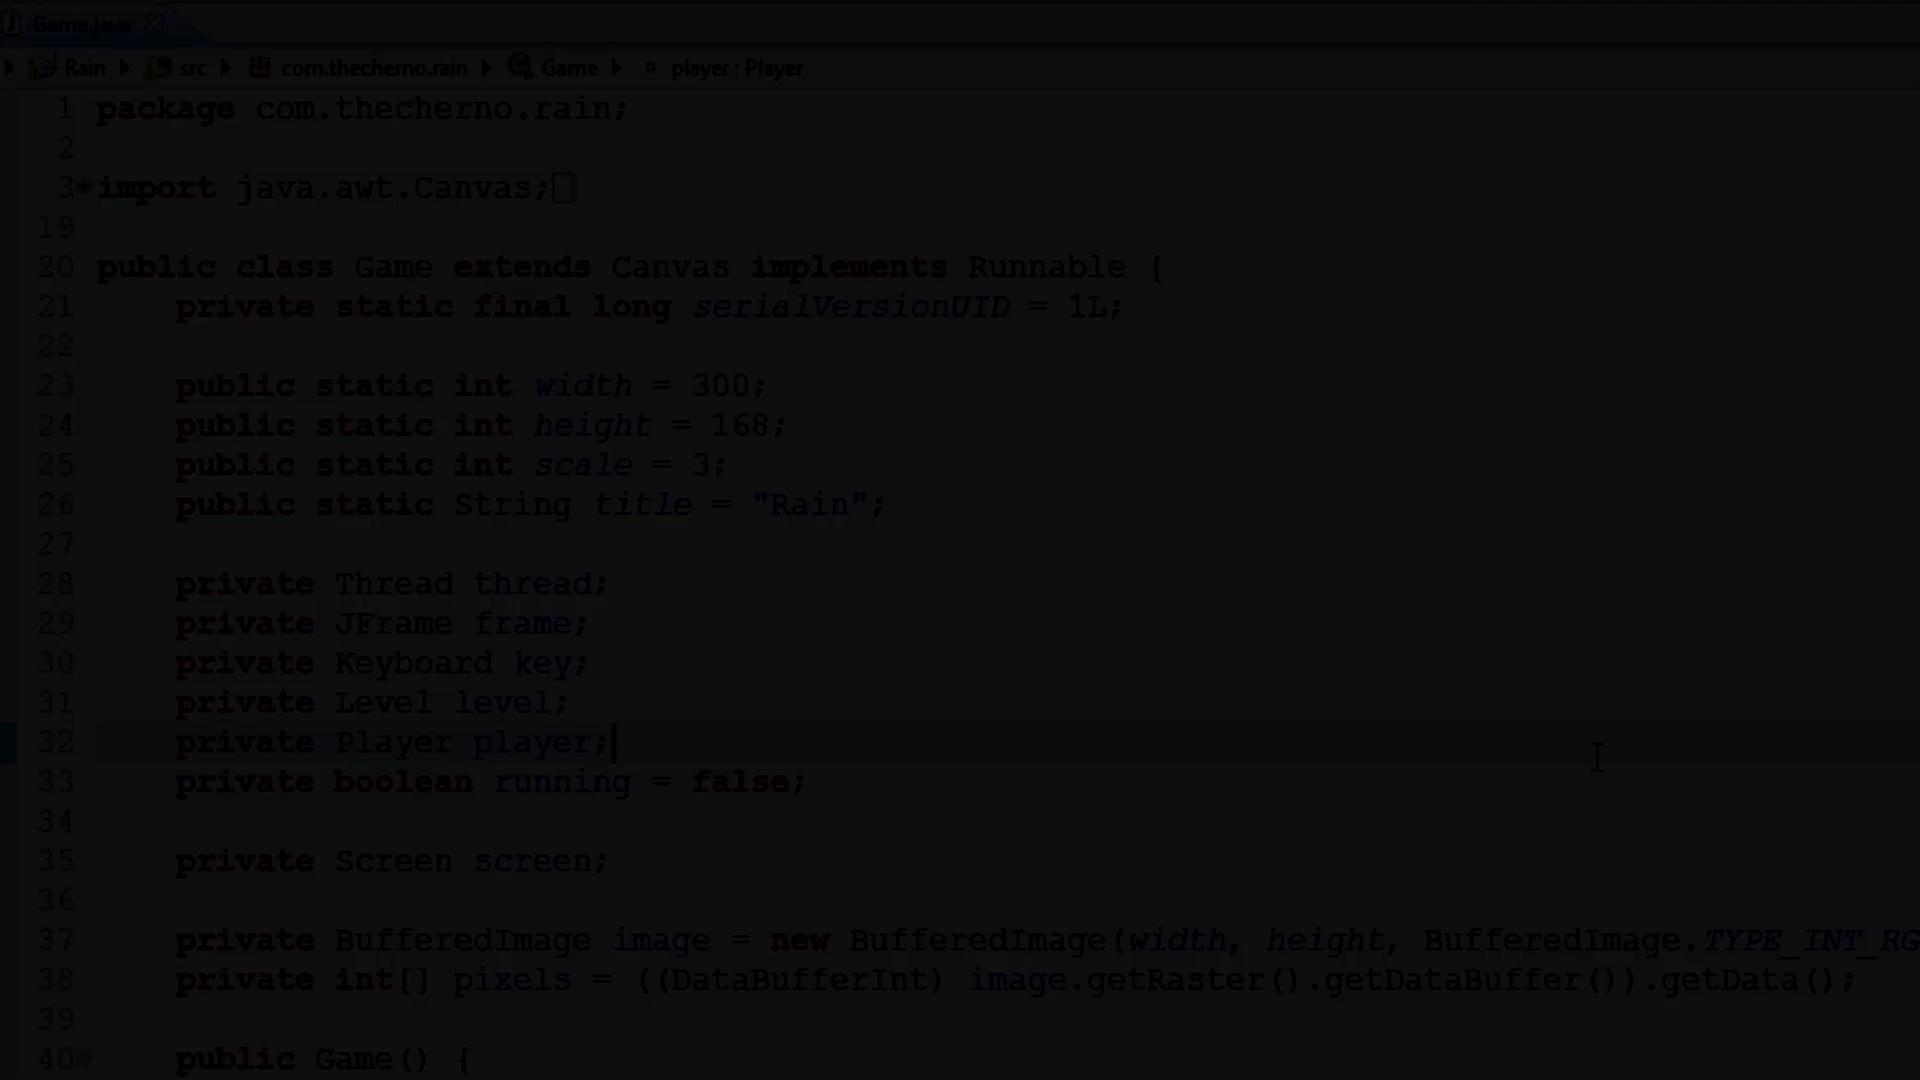 Game.java
Rain src com.thecherno.rain Game player : Player
1 package com.thecherno.rain;
2
3 import java.awt.Canvas;
19
20 public class Game extends Canvas implements Runnable {
21 private static final long serialVersionUID = 1L;
22
23 public static int width = 300;
24 public static int height = 168;
25 public static int scale = 3;
26 public static String title = "Rain";
27
28 private Thread thread;
29 private JFrame frame;
30 private Keyboard key;
31 private Level level;
32 private Player player;
33 private boolean running = false;
34
35 private Screen screen;
36
37 private BufferedImage image = new BufferedImage(width, height, BufferedImage.TYPE_INT_RG
38 private int[] pixels = ((DataBufferInt) image.getRaster().getDataBuffer()).getData();
39
40 public Game() {